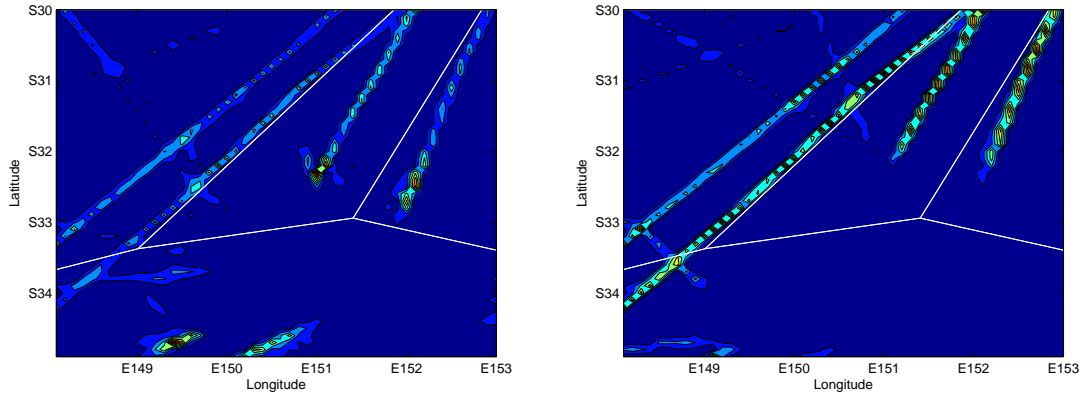 S30
S31
S32
S33
S34
Latitude
E149 E150 E151 E152 E153
Longitude
S30
S31
S32
S33
S34
Latitude
E149 E150 E151 E152 E153
Longitude